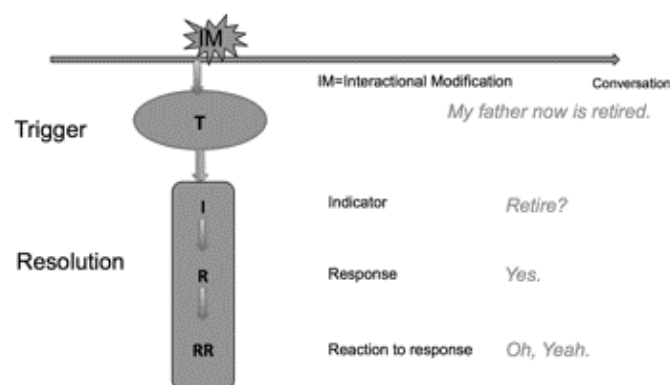 IM
IM=Interactional Modification
Conversation
My father now is retired.
Trigger
T
I
Indicator
Retire?
Resolution
R
Response
Yes.
RR
Reaction to response
Oh, Yeah.